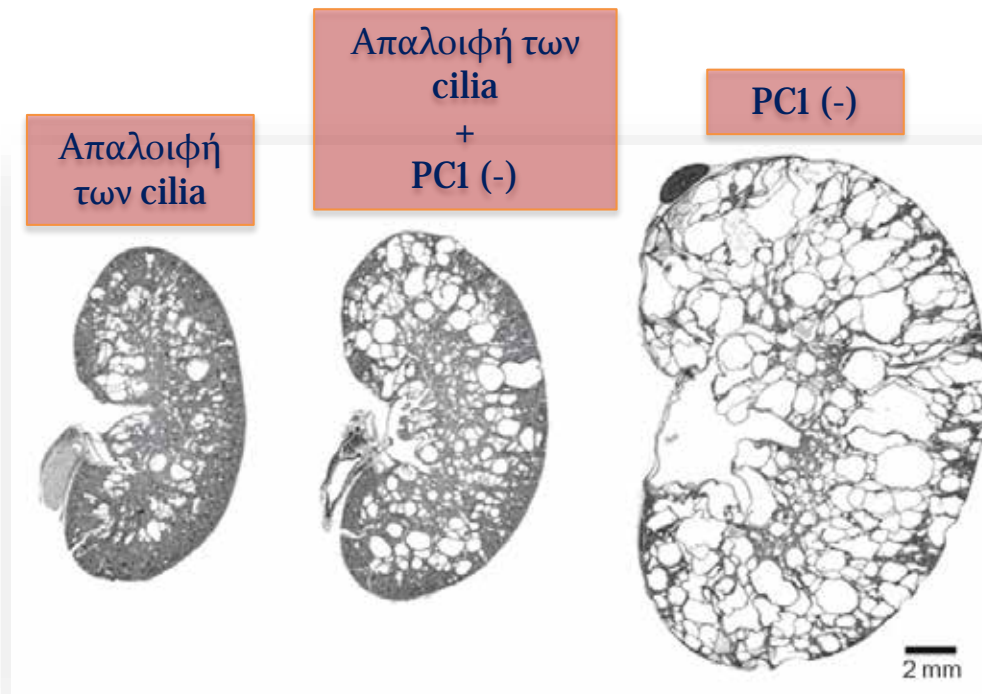 Απαλοιφή
των cilia
Απαλοιφή των
cilia
+
PC1 (-)
PC1 (-)
2 mm